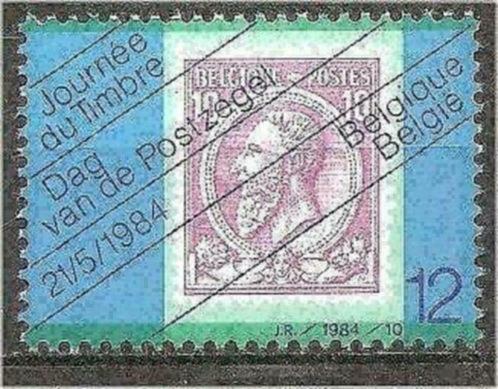 Journée
du Timbre
Dag
van de Postzegel
21/5/1984
Belgique
België
BELGIQUE POSTES
10 10
12
J.R. / 1984 / 10